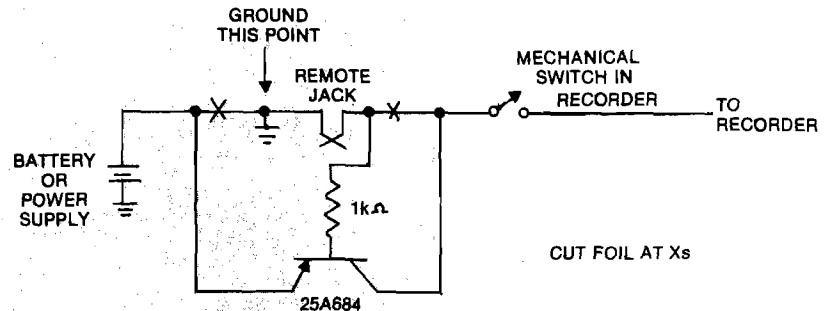 GROUND
THIS POINT
REMOTE
JACK
MECHANICAL
SWITCH IN
RECORDER
TO
RECORDER
BATTERY
OR
POWER
SUPPLY
1kΩ
CUT FOIL AT Xs
25A684